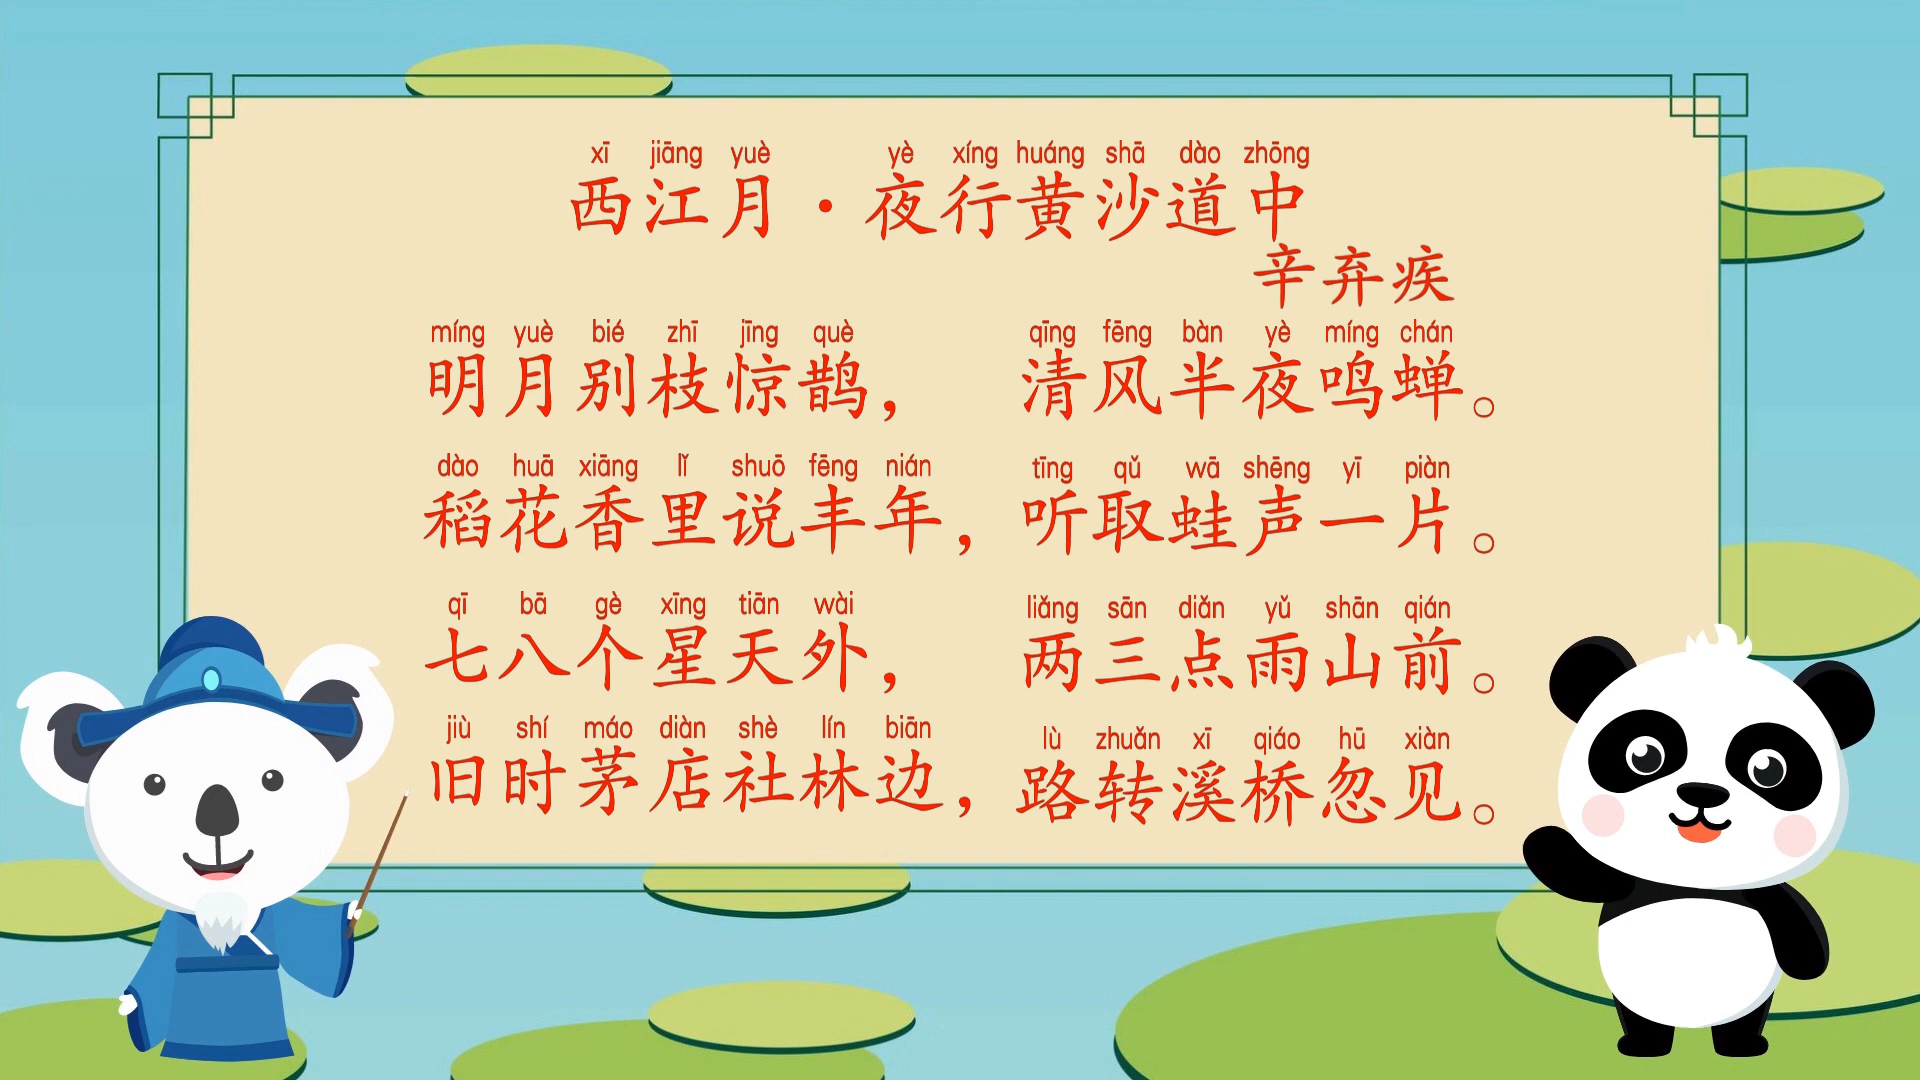 xī jiāng yuè yè xíng huáng shā dào zhōng
西江月·夜行黄沙道中
辛弃疾
míng yuè bié zhī jīng què qīng fēng bàn yè míng chán
明月别枝惊鹊， 清风半夜鸣蝉。
dào huā xiāng lǐ shuō fēng nián tīng qǔ wā shēng yī piàn
稻花香里说丰年，听取蛙声一片。
qī bā gè xīng tiān wài liǎng sān diǎn yǔ shān qián
七八个星天外， 两三点雨山前。
jiù shí máo diàn shè lín biān lù zhuǎn xī qiáo hū xiàn
旧时茅店社林边，路转溪桥忽见。